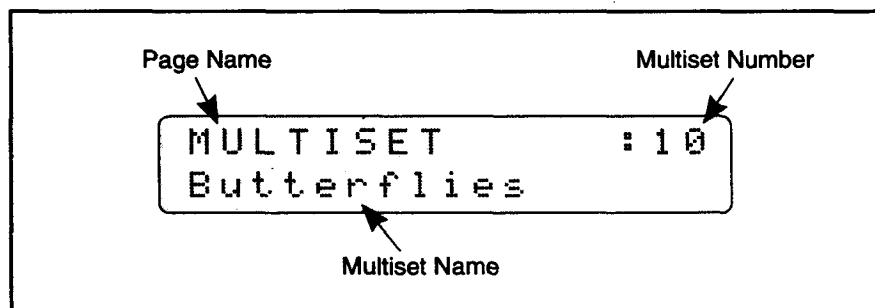 Page Name
Multiset Number
MULTISET :10
Butterflies
Multiset Name